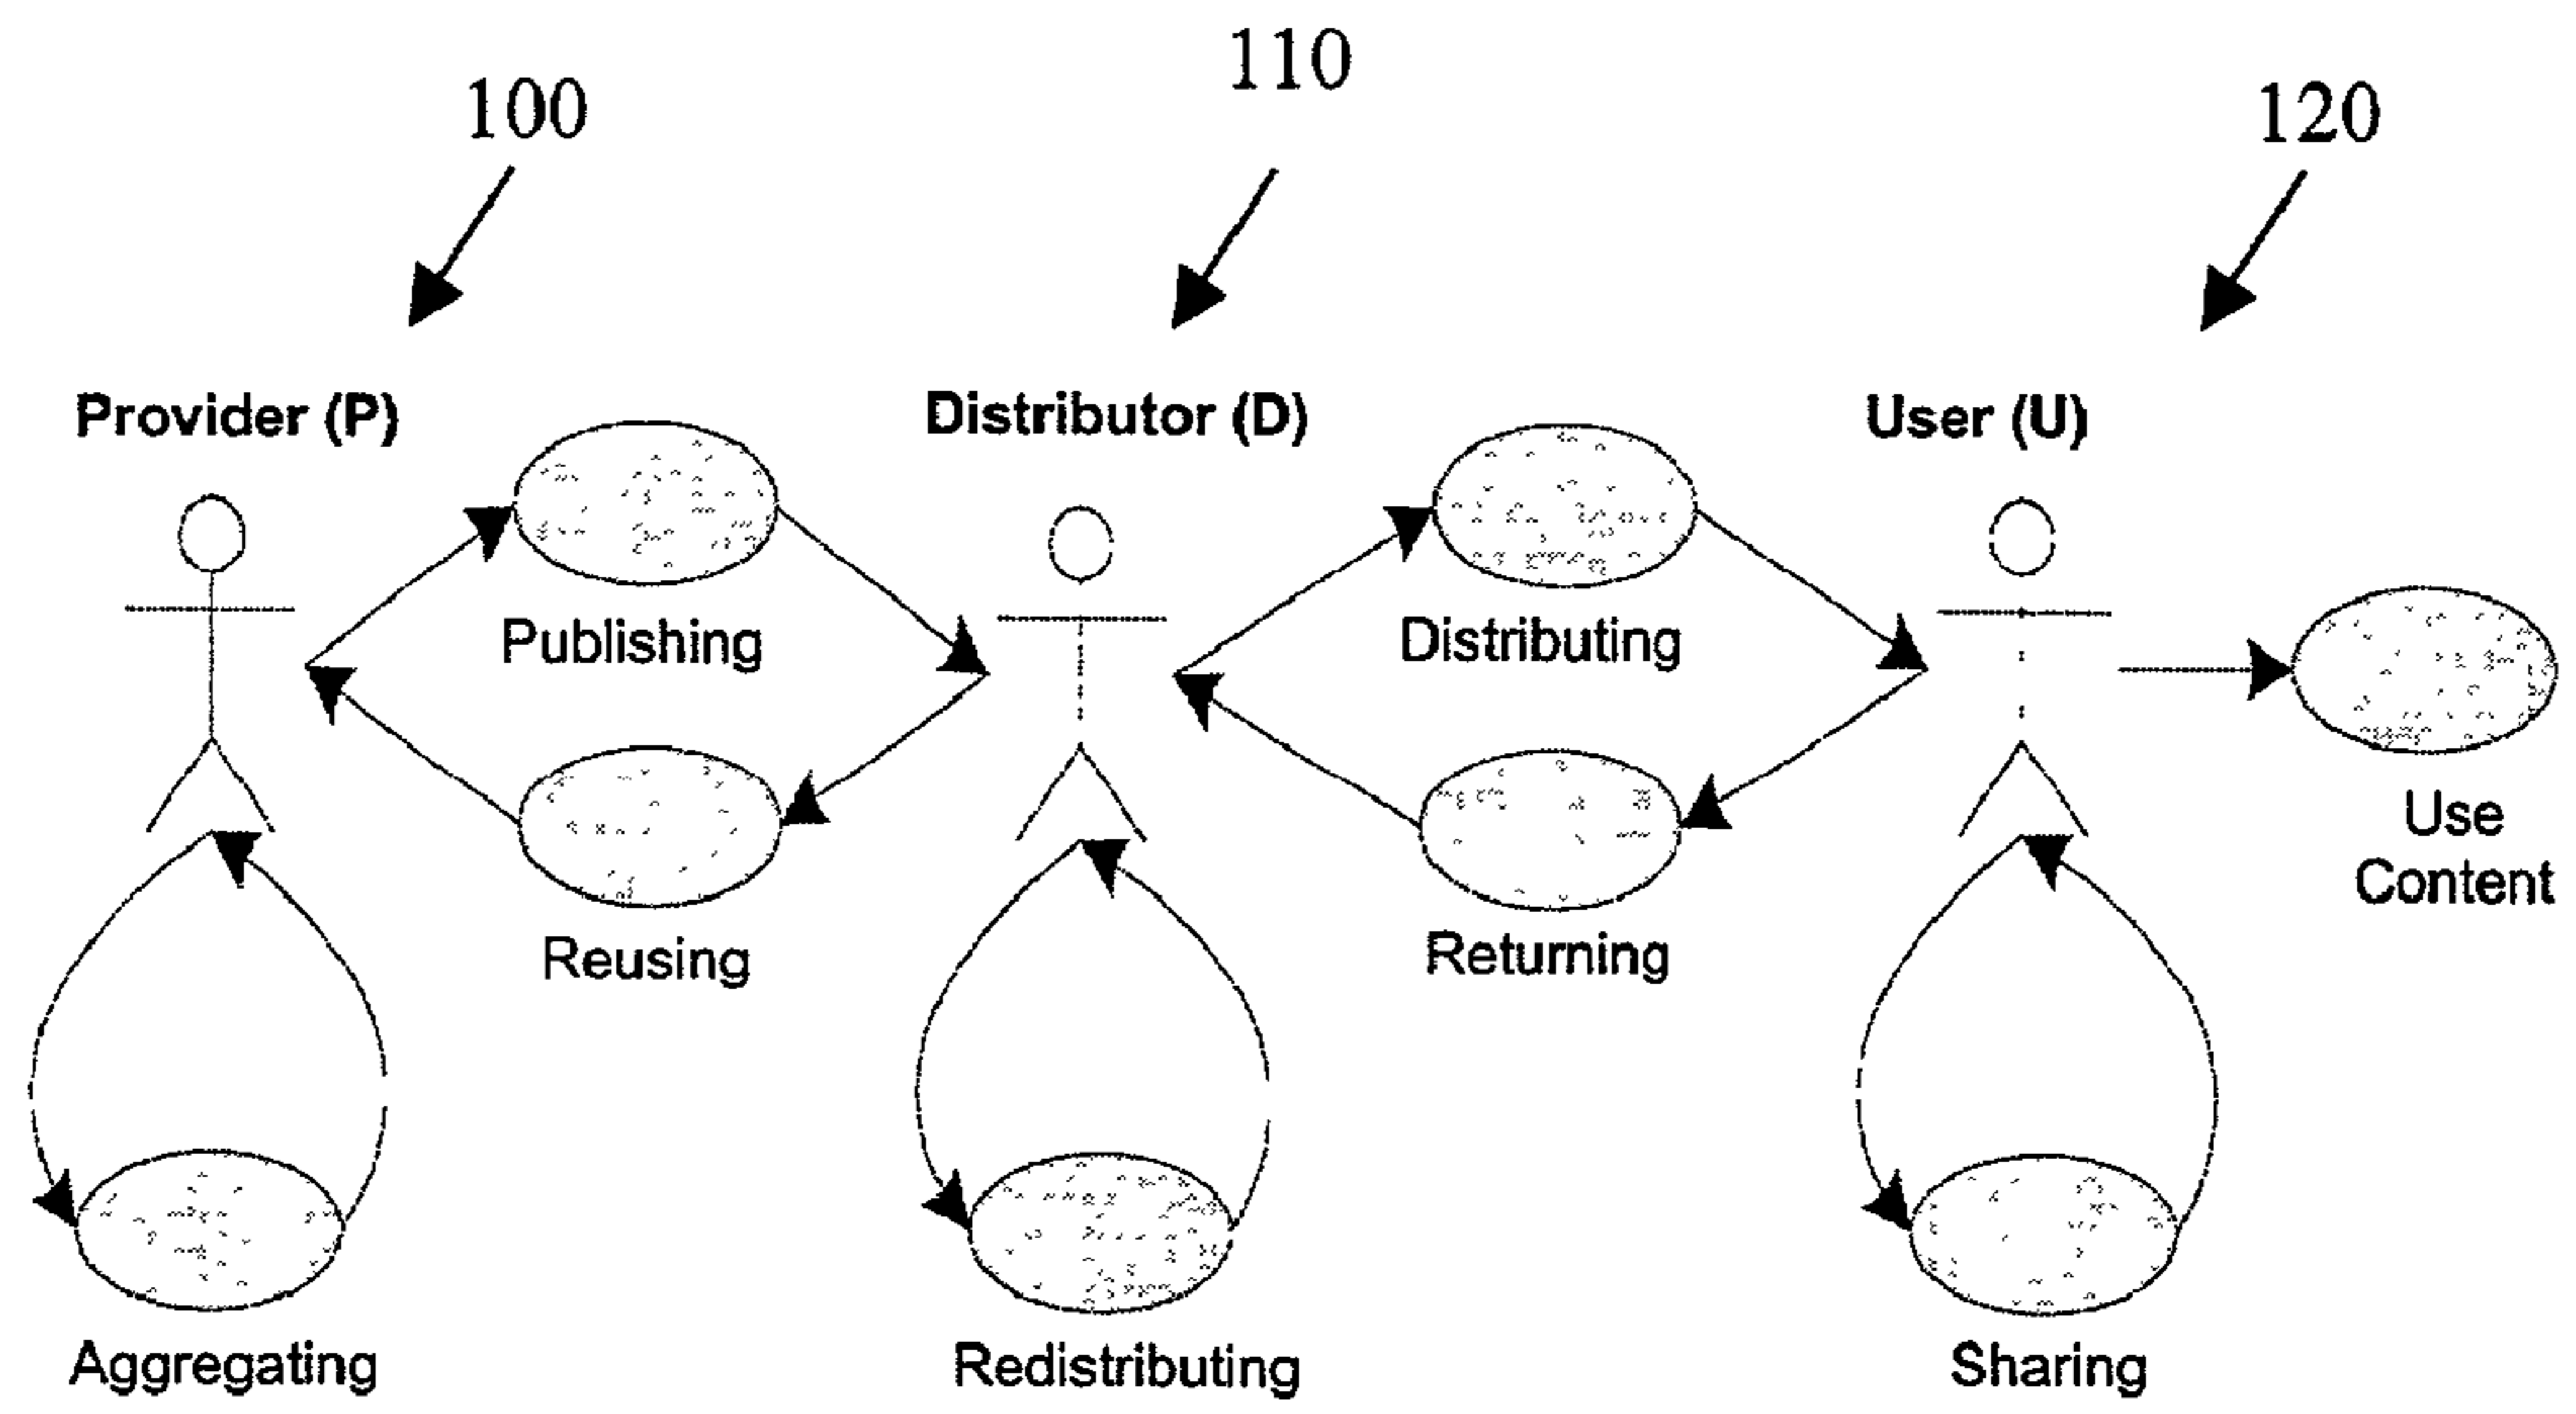 100
110
120
Provider (P)
Distributor (D)
User (U)
Publishing
Distributing
Use
Content
Reusing
Returning
Aggregating
Redistributing
Sharing